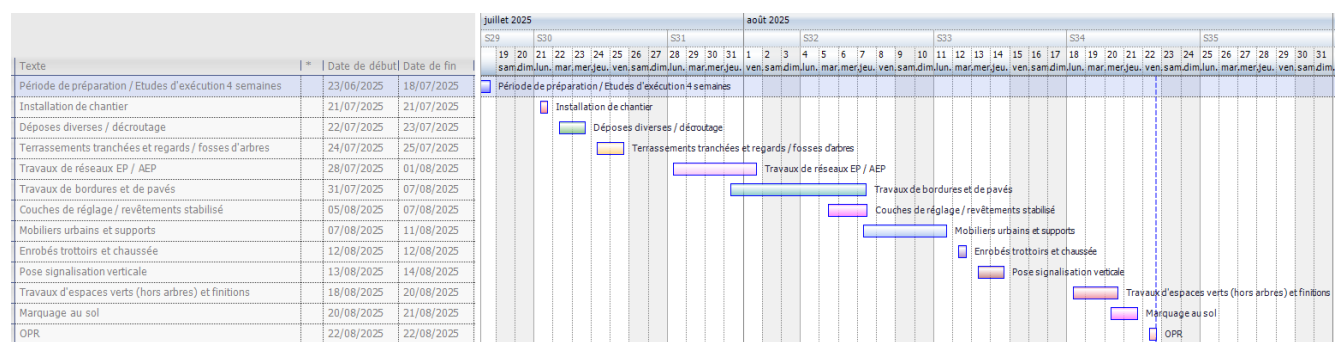 juillet 2025 août 2025
S29 S30 S31 S32 S33 S34 S35
19 20 21 22 23 24 25 26 27 28 29 30 31 1 2 3 4 5 6 7 8 9 10 11 12 13 14 15 16 17 18 19 20 21 22 23 24 25 26 27 28 29 30 31
Texte * Date de début Date de fin sam.dim.lun. mar.mer.jeu. ven.sam.dim.lun. mar.mer.jeu. ven.sam.dim.lun. mar.mer.jeu. ven.sam.dim.lun. mar.mer.jeu. ven.sam.dim.lun. mar.mer.jeu. ven.sam.dim.lun. mar.mer.jeu. ven.sam.dim.
Période de préparation / Etudes d'exécution 4 semaines 23/06/2025 18/07/2025 Période de préparation / Etudes d'exécution 4 semaines
Installation de chantier 21/07/2025 21/07/2025 Installation de chantier
Déposes diverses / décroutage 22/07/2025 23/07/2025 Déposes diverses / décroutage
Terrassements tranchées et regards / fosses d'arbres 24/07/2025 25/07/2025 Terrassements tranchées et regards / fosses d'arbres
Travaux de réseaux EP / AEP 28/07/2025 01/08/2025 Travaux de réseaux EP / AEP
Travaux de bordures et de pavés 31/07/2025 07/08/2025 Travaux de bordures et de pavés
Couches de réglage / revêtements stabilisé 05/08/2025 07/08/2025 Couches de réglage / revêtements stabilisé
Mobiliers urbains et supports 07/08/2025 11/08/2025 Mobiliers urbains et supports
Enrobés trottoirs et chaussée 12/08/2025 12/08/2025 Enrobés trottoirs et chaussée
Pose signalisation verticale 13/08/2025 14/08/2025 Pose signalisation verticale
Travaux d'espaces verts (hors arbres) et finitions 18/08/2025 20/08/2025 Travaux d'espaces verts (hors arbres) et finitions
Marquage au sol 20/08/2025 21/08/2025 Marquage au sol
OPR 22/08/2025 22/08/2025 OPR